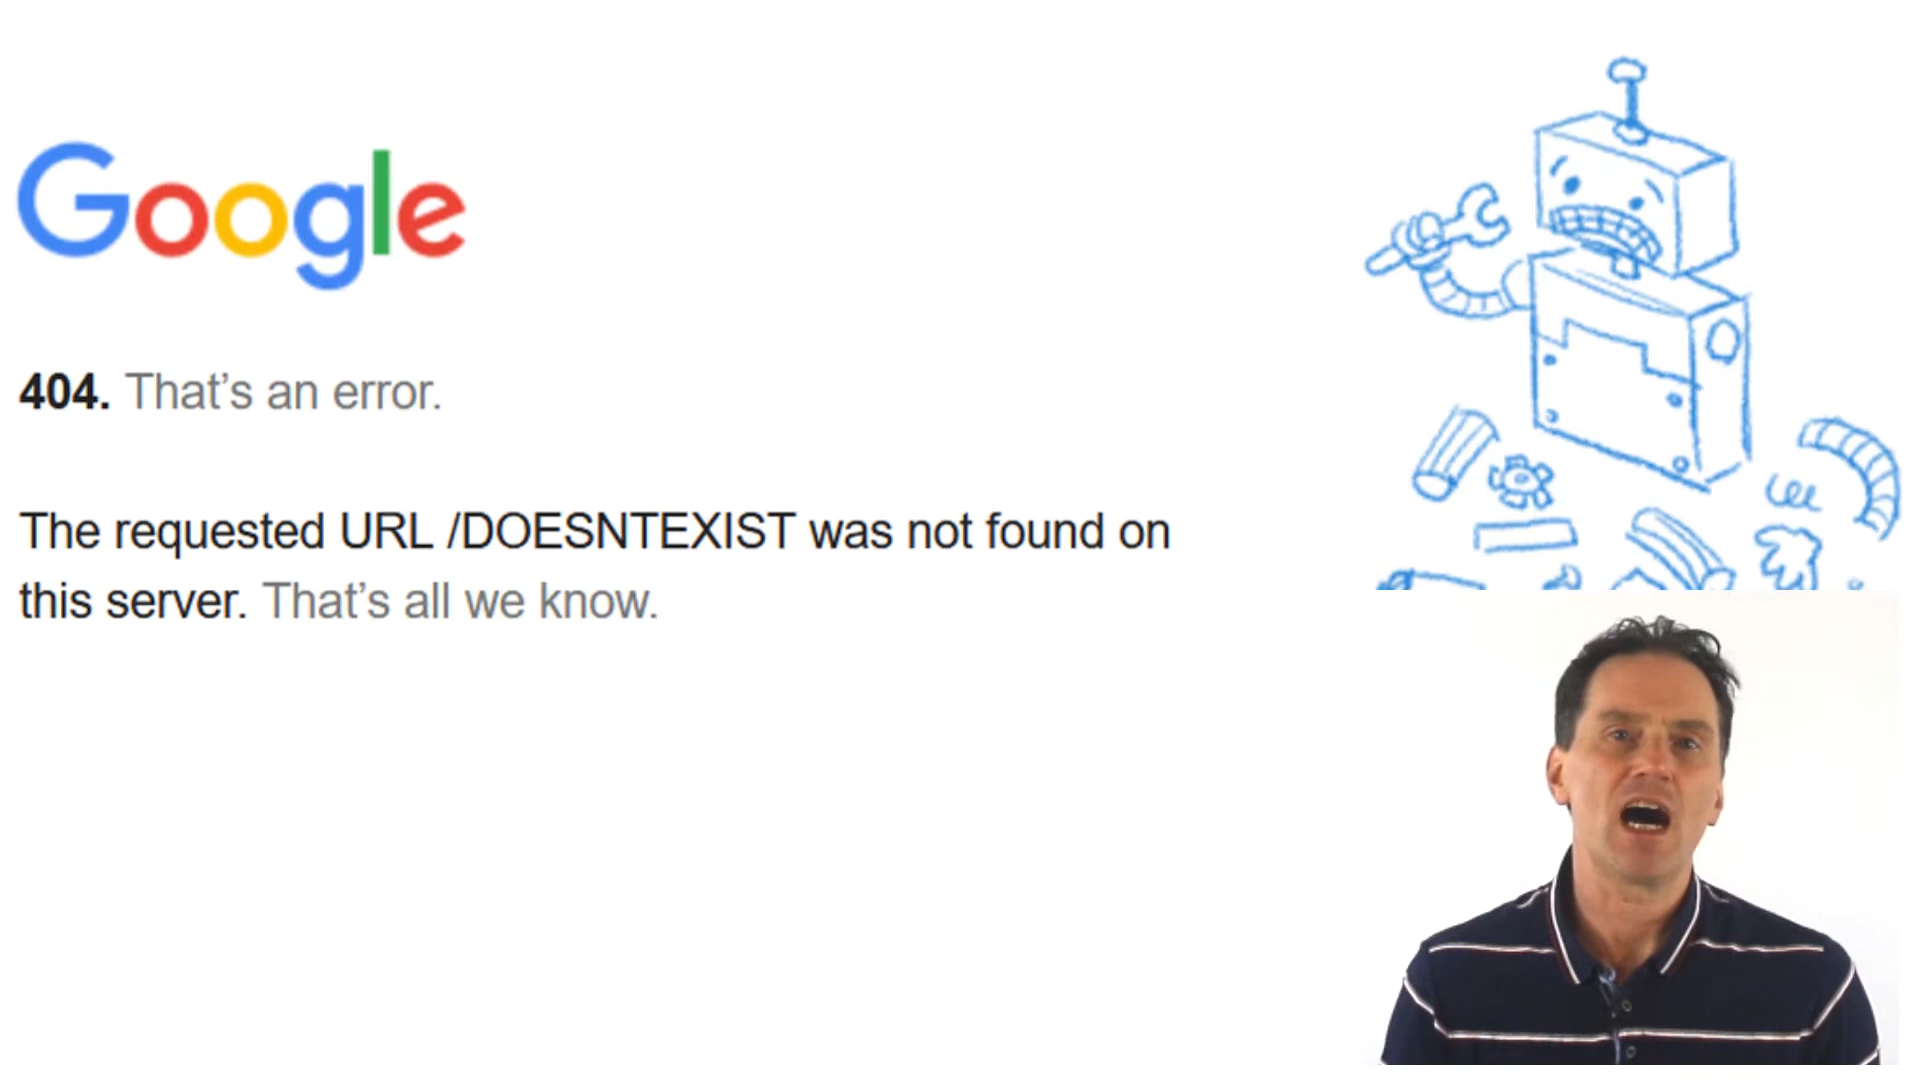 Google
404. That’s an error.
The requested URL /DOESNTEXIST was not found on
this server. That’s all we know.